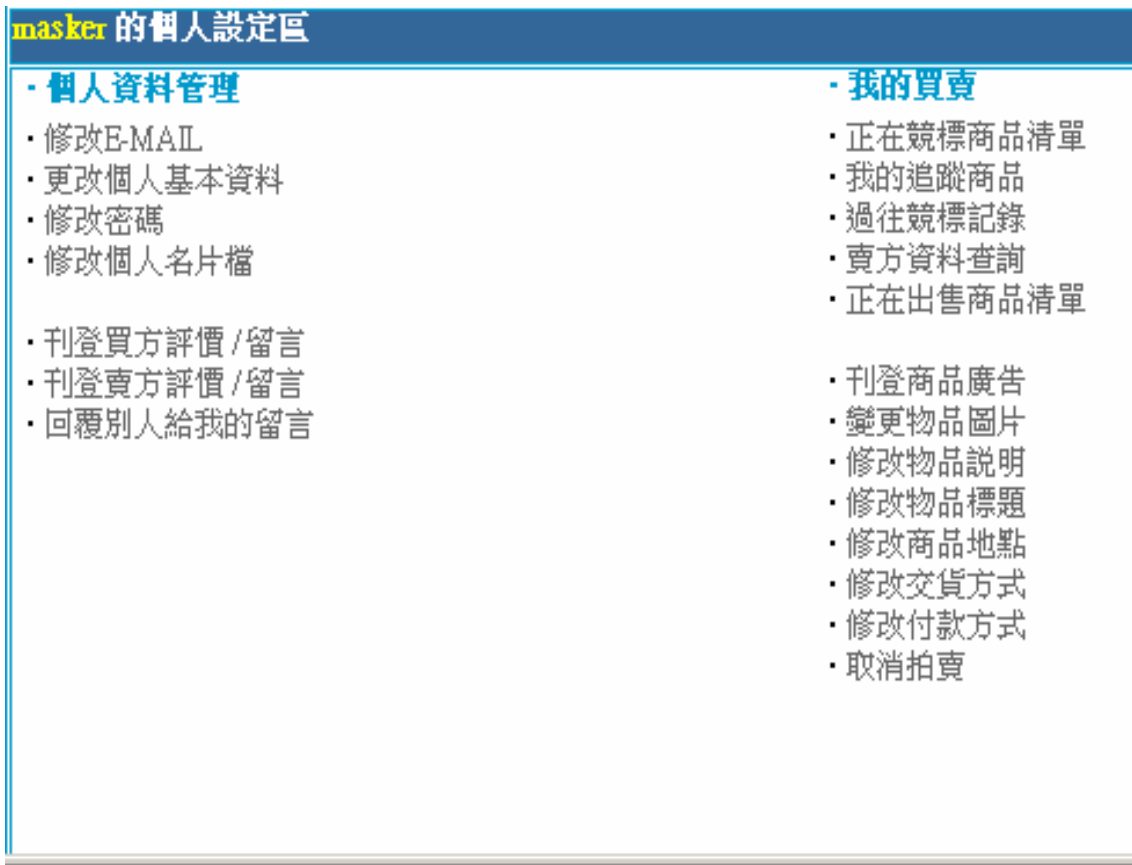 masker 的個人設定區
‧個人資料管理
‧修改E-MAIL
‧更改個人基本資料
‧修改密碼
‧修改個人名片檔
‧刊登買方評價/留言
‧刊登賣方評價/留言
‧回覆別人給我的留言
‧我的買賣
‧正在競標商品清單
‧我的追蹤商品
‧過往競標記錄
‧賣方資料查詢
‧正在出售商品清單
‧刊登商品廣告
‧變更物品圖片
‧修改物品說明
‧修改物品標題
‧修改商品地點
‧修改交貨方式
‧修改付款方式
‧取消拍賣